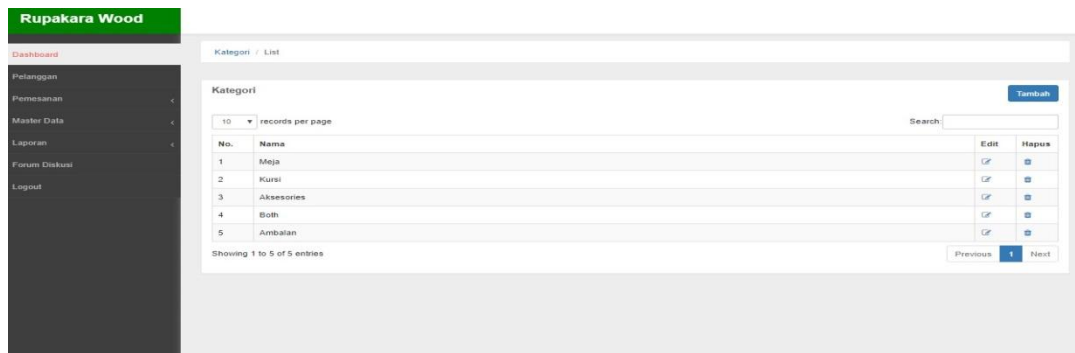 Rupakara Wood
Dashboard
Pelanggan
Pemesanan
Master Data
Laporan
Forum Diskusi
Logout
Kategori / List
Kategori
Tambah
10 records per page
Search:
No. Nama Edit Hapus
1 Meja
2 Kursi
3 Aksesories
4 Both
5 Ambalan
Showing 1 to 5 of 5 entries
Previous 1 Next